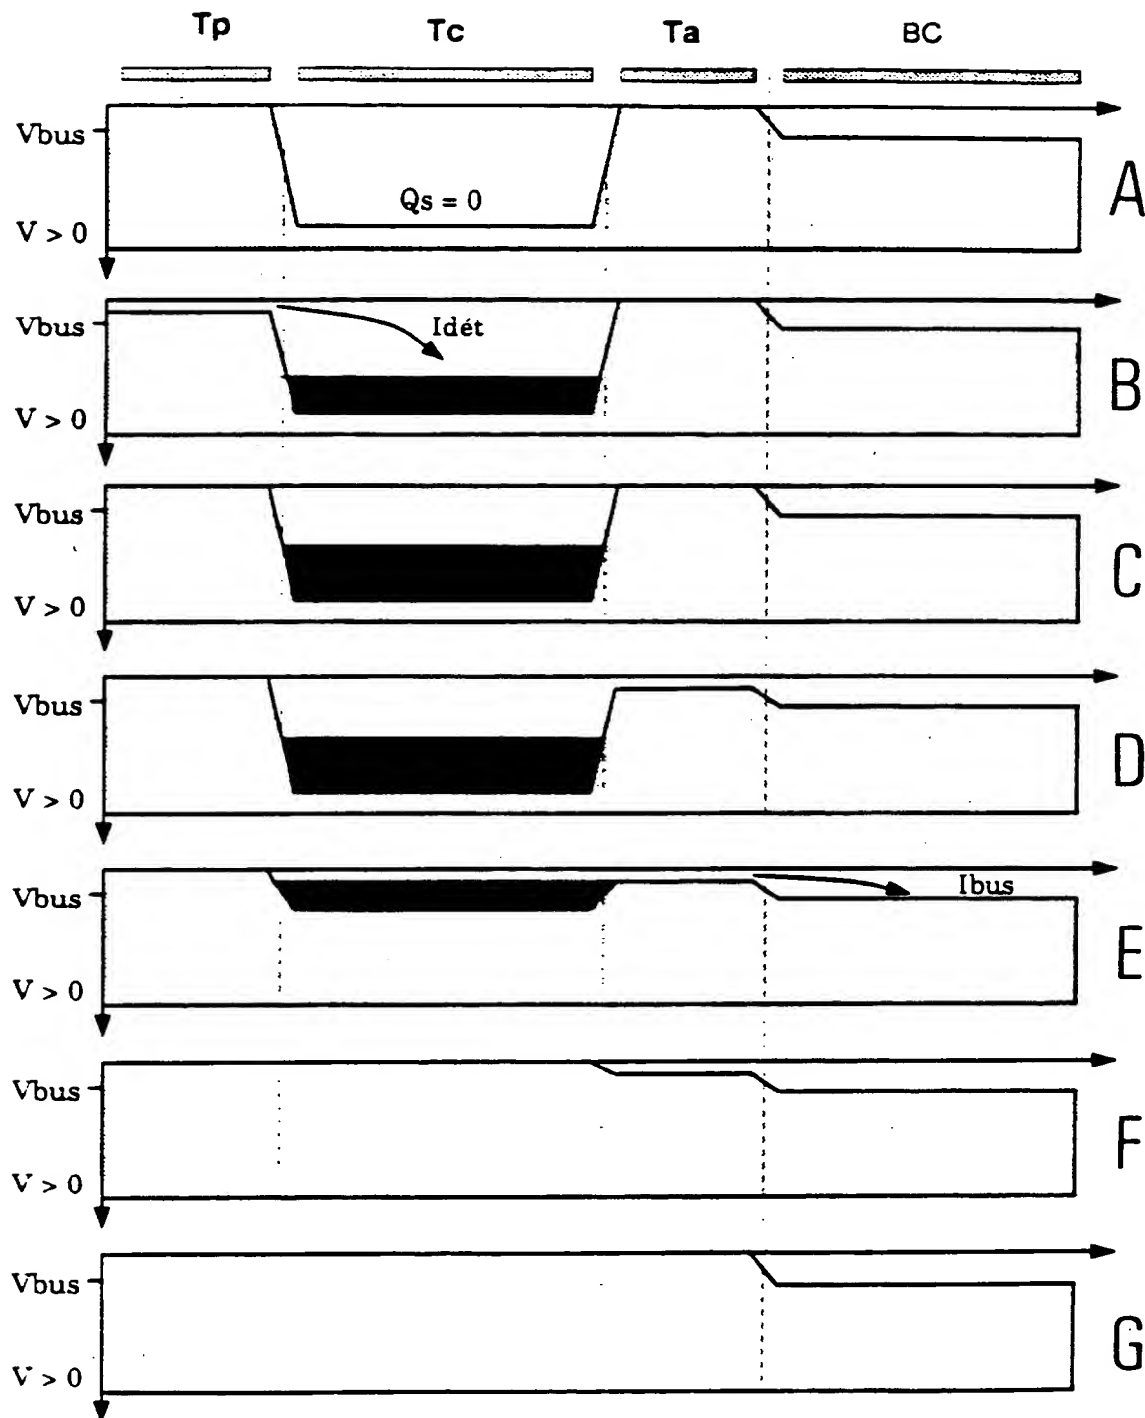 Tp Tc Ta BC
Vbus
Qs = 0
V > 0
A
Vbus
Idét
V > 0
B
Vbus
V > 0
C
Vbus
V > 0
D
Vbus
Ibus
V > 0
E
Vbus
V > 0
F
Vbus
V > 0
G